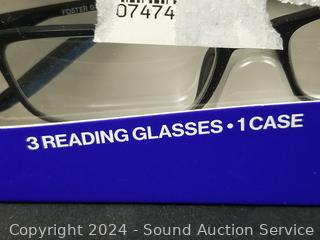 FOSTER G
07474
3 READING GLASSES • 1 CASE
Copyright 2024 - Sound Auction Service